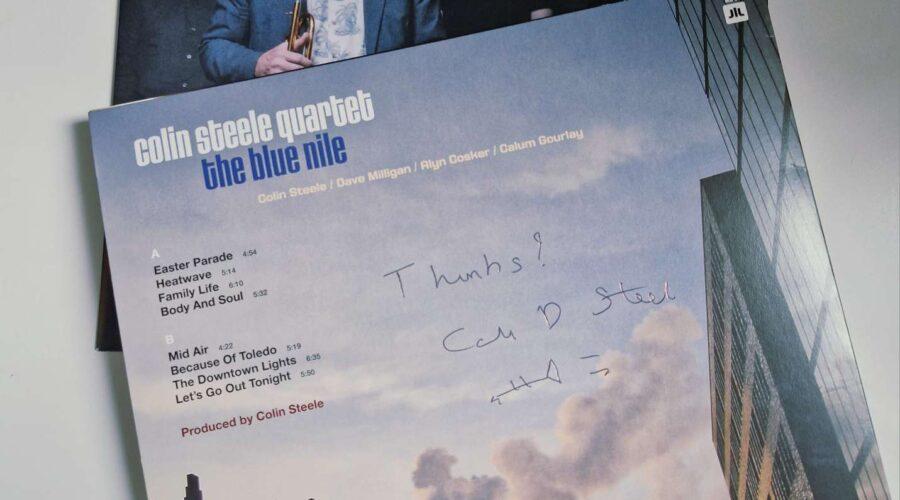 JIL
colin steele quartet
the blue nile
Colin Steele / Dave Milligan / Alyn Cosker / Calum Gourlay
A
Easter Parade 4:54
Heatwave 5:14
Family Life 6:10
Body And Soul 5:32
B
Mid Air 4:22
Because Of Toledo 5:19
The Downtown Lights 6:35
Let's Go Out Tonight 5:50
Produced by Colin Steele
Thanks!
Steel